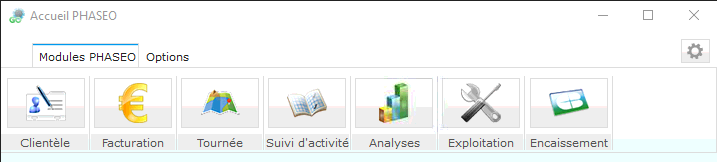 Accueil PHASEO
Modules PHASEO Options
Clientèle Facturation Tournée Suivi d'activité Analyses Exploitation Encaissement